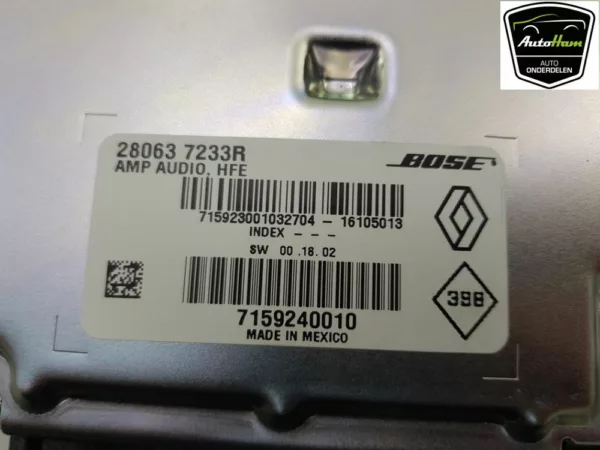 AutoHam
AUTO
ONDERDELEN
28063 7233R
AMP AUDIO. HFE
BOSE
715923001032704 - 16105013
INDEX - - -
SW 00 .18. 02
398
7159240010
MADE IN MEXICO